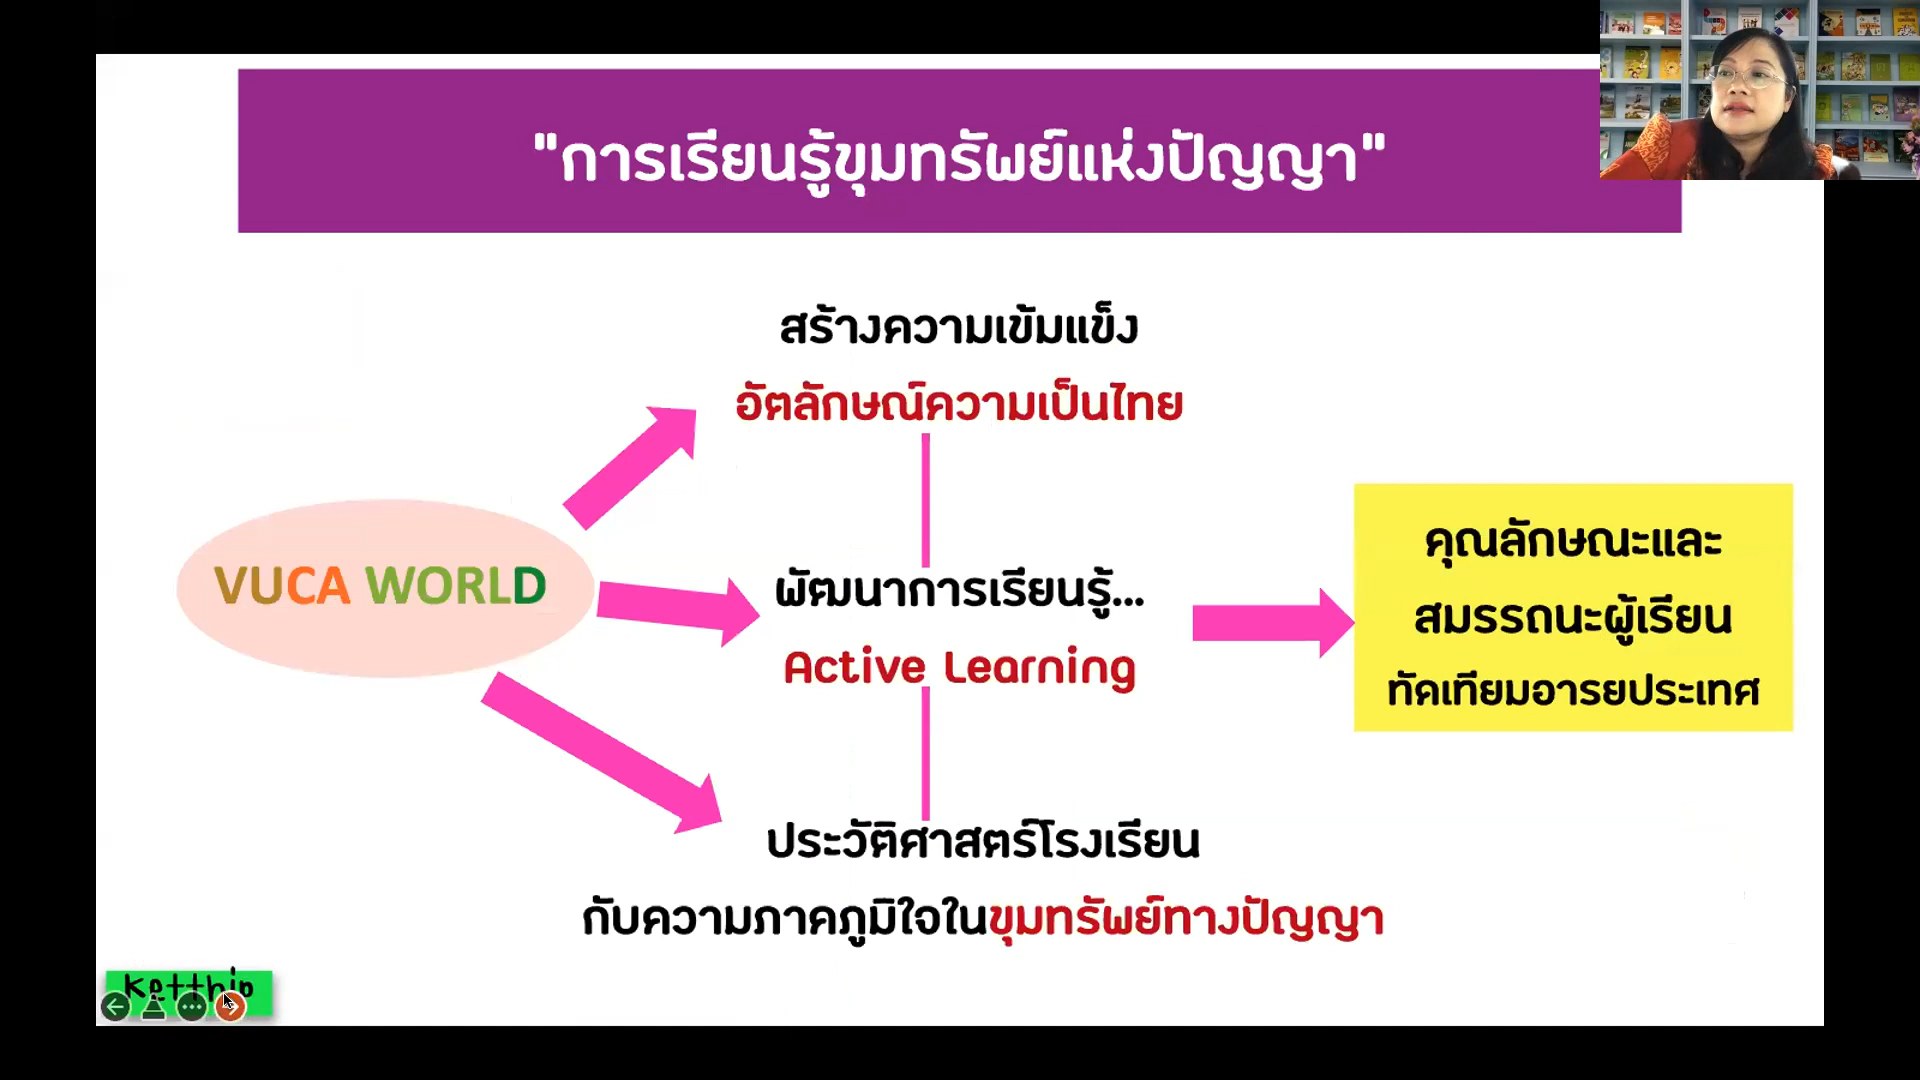 "การเรียนรู้ขุมทรัพย์แห่งปัญญา"
สร้างความเข้มแข็ง
อัตลักษณ์ความเป็นไทย
VUCA WORLD
พัฒนาการเรียนรู้...
Active Learning
คุณลักษณะและ
สมรรถนะผู้เรียน
ทัดเทียมอารยประเทศ
ประวัติศาสตร์โรงเรียน
กับความภาคภูมิใจในขุมทรัพย์ทางปัญญา
Ketthip